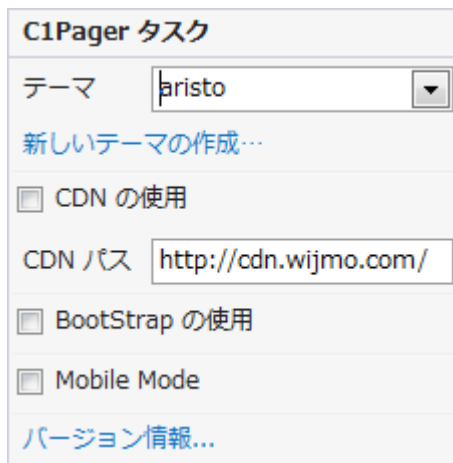 C1Pager タスク
テーマ aristo
新しいテーマの作成…
CDN の使用
CDN パス http://cdn.wijmo.com/
BootStrap の使用
Mobile Mode
バージョン情報...